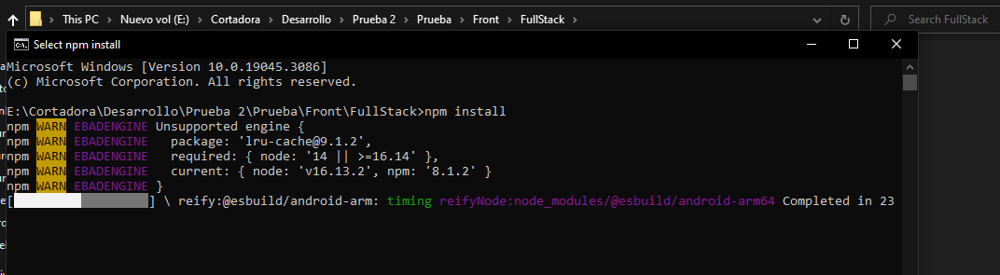 This PC > Nuevo vol (E:) > Cortadora > Desarrollo > Prueba 2 > Prueba > Front > FullStack
Search FullStack
C:\.
Select npm install
Microsoft Windows [Version 10.0.19045.3086]
(c) Microsoft Corporation. All rights reserved.
E:\Cortadora\Desarrollo\Prueba 2\Prueba\Front\FullStack>npm install
npm WARN EBADENGINE Unsupported engine {
npm WARN EBADENGINE   package: 'lru-cache@9.1.2',
npm WARN EBADENGINE   required: { node: '14 || >=16.14' },
npm WARN EBADENGINE   current: { node: 'v16.13.2', npm: '8.1.2' }
npm WARN EBADENGINE }
[ ] \ reify:@esbuild/android-arm: timing reifyNode:node_modules/@esbuild/android-arm64 Completed in 23